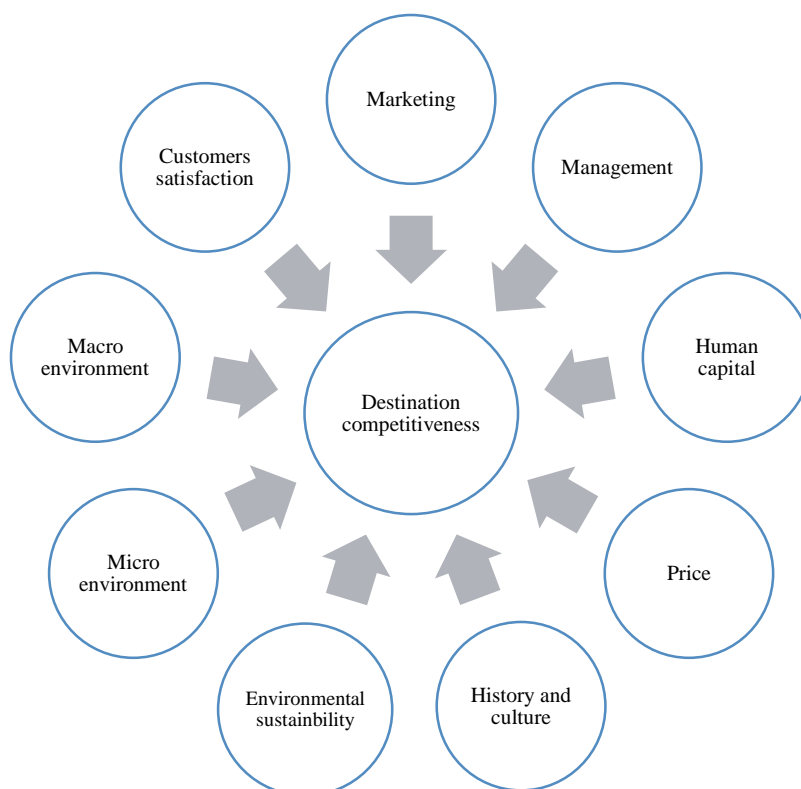 Marketing
Management
Human
capital
Price
History and
culture
Environmental
sustainbility
Micro
environment
Macro
environment
Customers
satisfaction
Destination
competitiveness